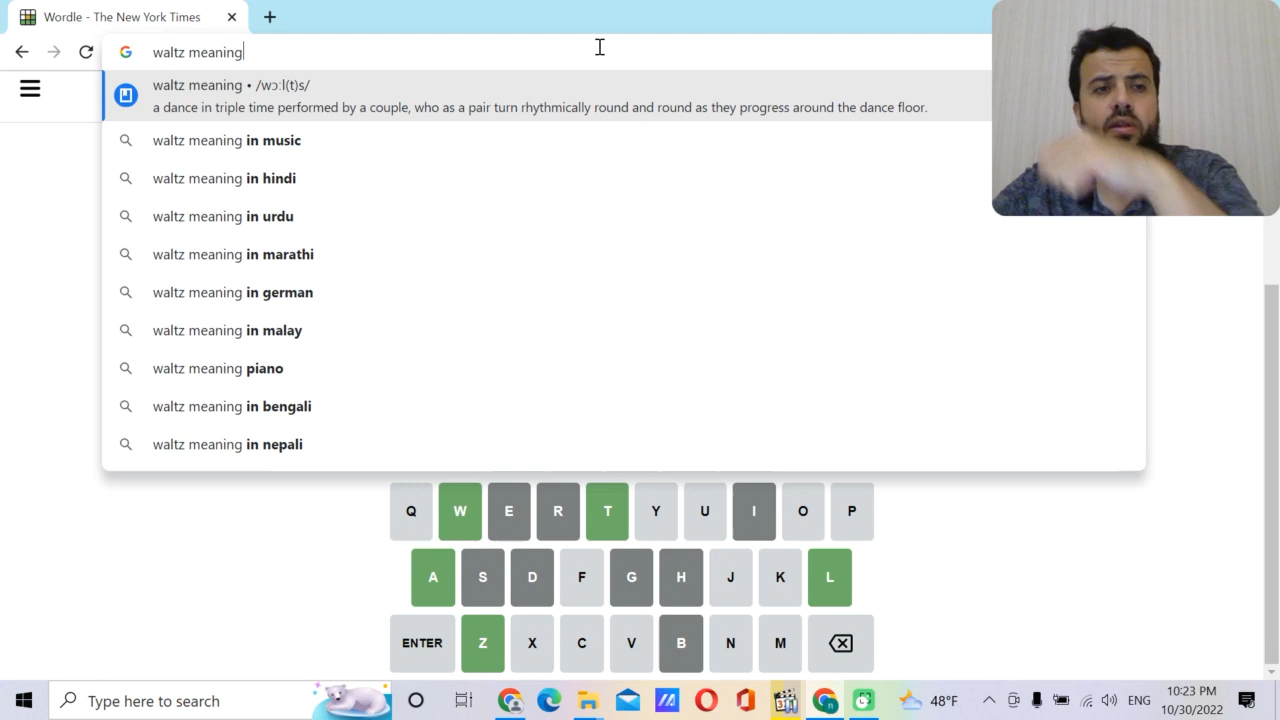 Wordle - The New York Times
waltz meaning
waltz meaning • /wɔːl(t)s/
a dance in triple time performed by a couple, who as a pair turn rhythmically round and round as they progress around the dance floor.
waltz meaning in music
waltz meaning in hindi
waltz meaning in urdu
waltz meaning in marathi
waltz meaning in german
waltz meaning in malay
waltz meaning piano
waltz meaning in bengali
waltz meaning in nepali
Q W E R T Y U I O P
A S D F G H J K L
ENTER Z X C V B N M
Type here to search
48°F
ENG
10:23 PM
10/30/2022